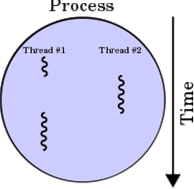 Process
Thread #1
Thread #2
Time